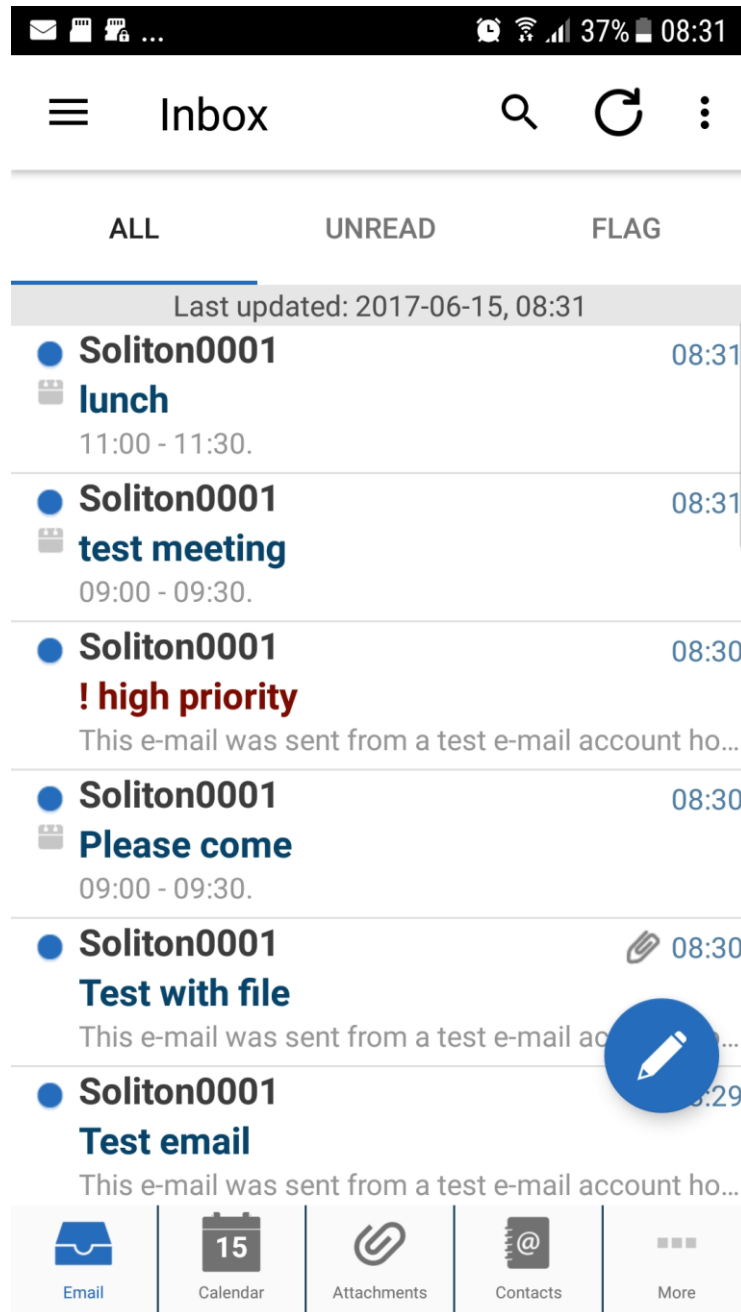 ... 37% 08:31
Inbox
ALL UNREAD FLAG
Last updated: 2017-06-15, 08:31
Soliton0001 08:31
lunch
11:00 - 11:30.
Soliton0001 08:31
test meeting
09:00 - 09:30.
Soliton0001 08:30
! high priority
This e-mail was sent from a test e-mail account ho...
Soliton0001 08:30
Please come
09:00 - 09:30.
Soliton0001 08:30
Test with file
This e-mail was sent from a test e-mail ac ...
Soliton0001 :29
Test email
This e-mail was sent from a test e-mail account ho...
15 @
Email Calendar Attachments Contacts More